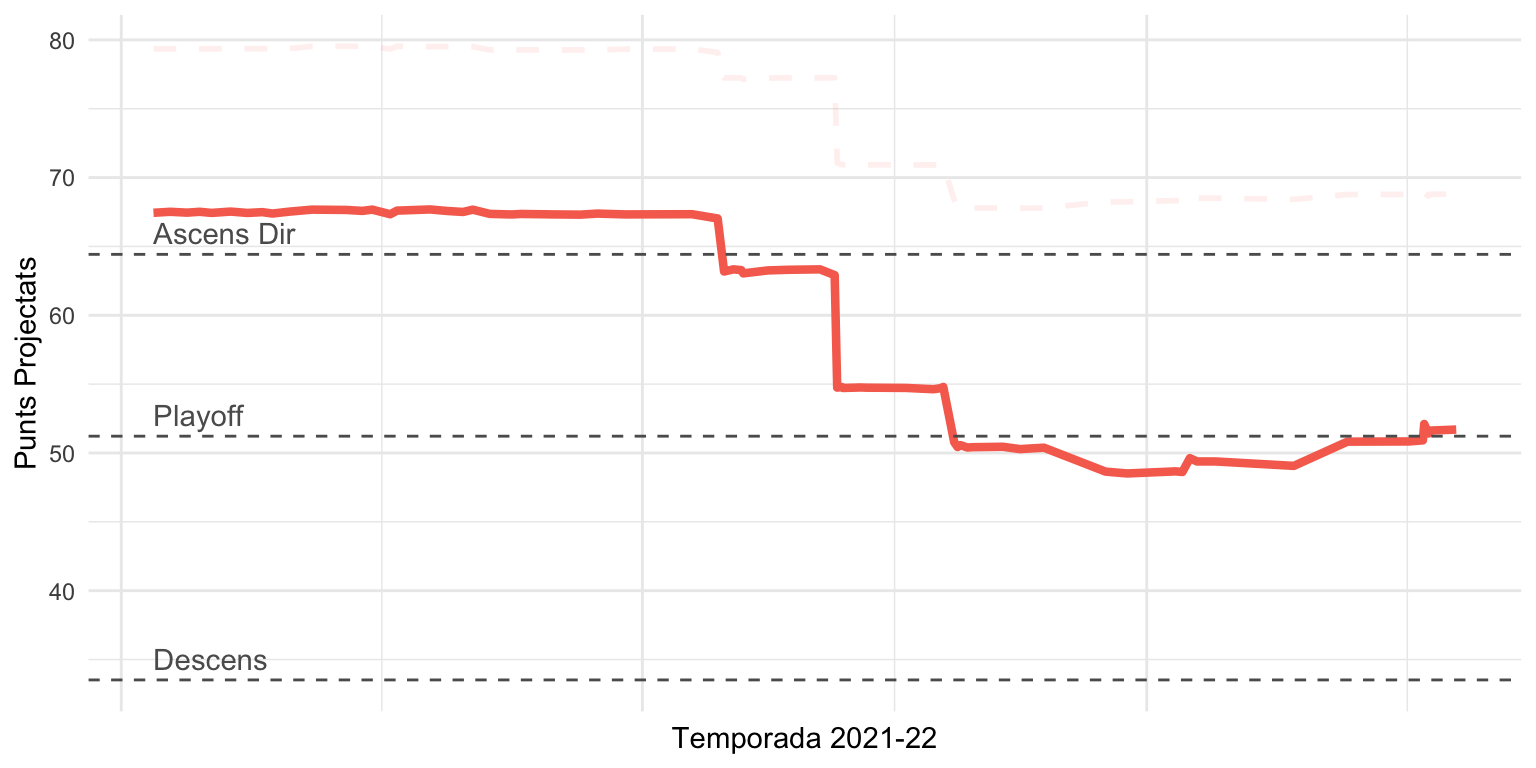 80
70
60
50
40
Punts Projectats
Ascens Dir
Playoff
Descens
Temporada 2021-22